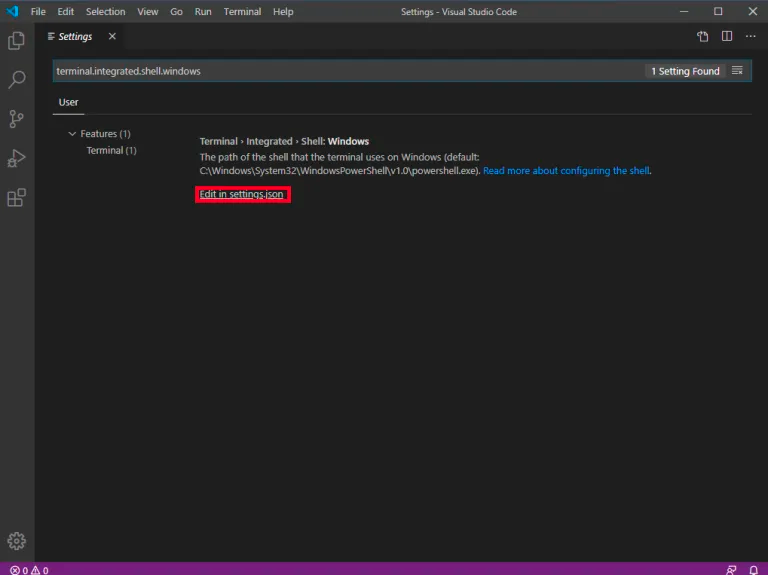 File Edit Selection View Go Run Terminal Help Settings - Visual Studio Code
Settings
terminal.integrated.shell.windows 1 Setting Found
User
Features (1)
Terminal (1)
Terminal › Integrated › Shell: Windows
The path of the shell that the terminal uses on Windows (default:
C:\Windows\System32\WindowsPowerShell\v1.0\powershell.exe). Read more about configuring the shell.
Edit in settings.json
0 0